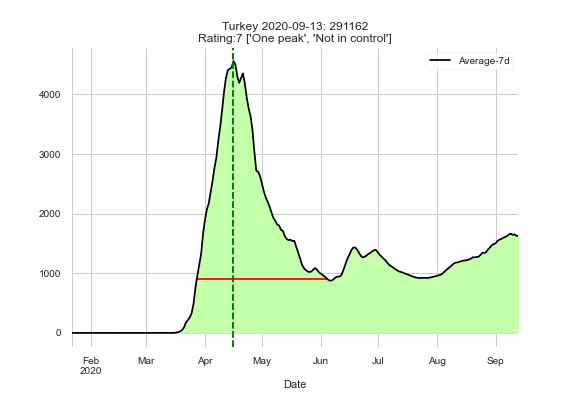 Turkey 2020-09-13: 291162
Rating:7 ['One peak', 'Not in control']
Average-7d
4000
3000
2000
1000
0
Feb Mar Apr May Jun Jul Aug Sep
2020
Date